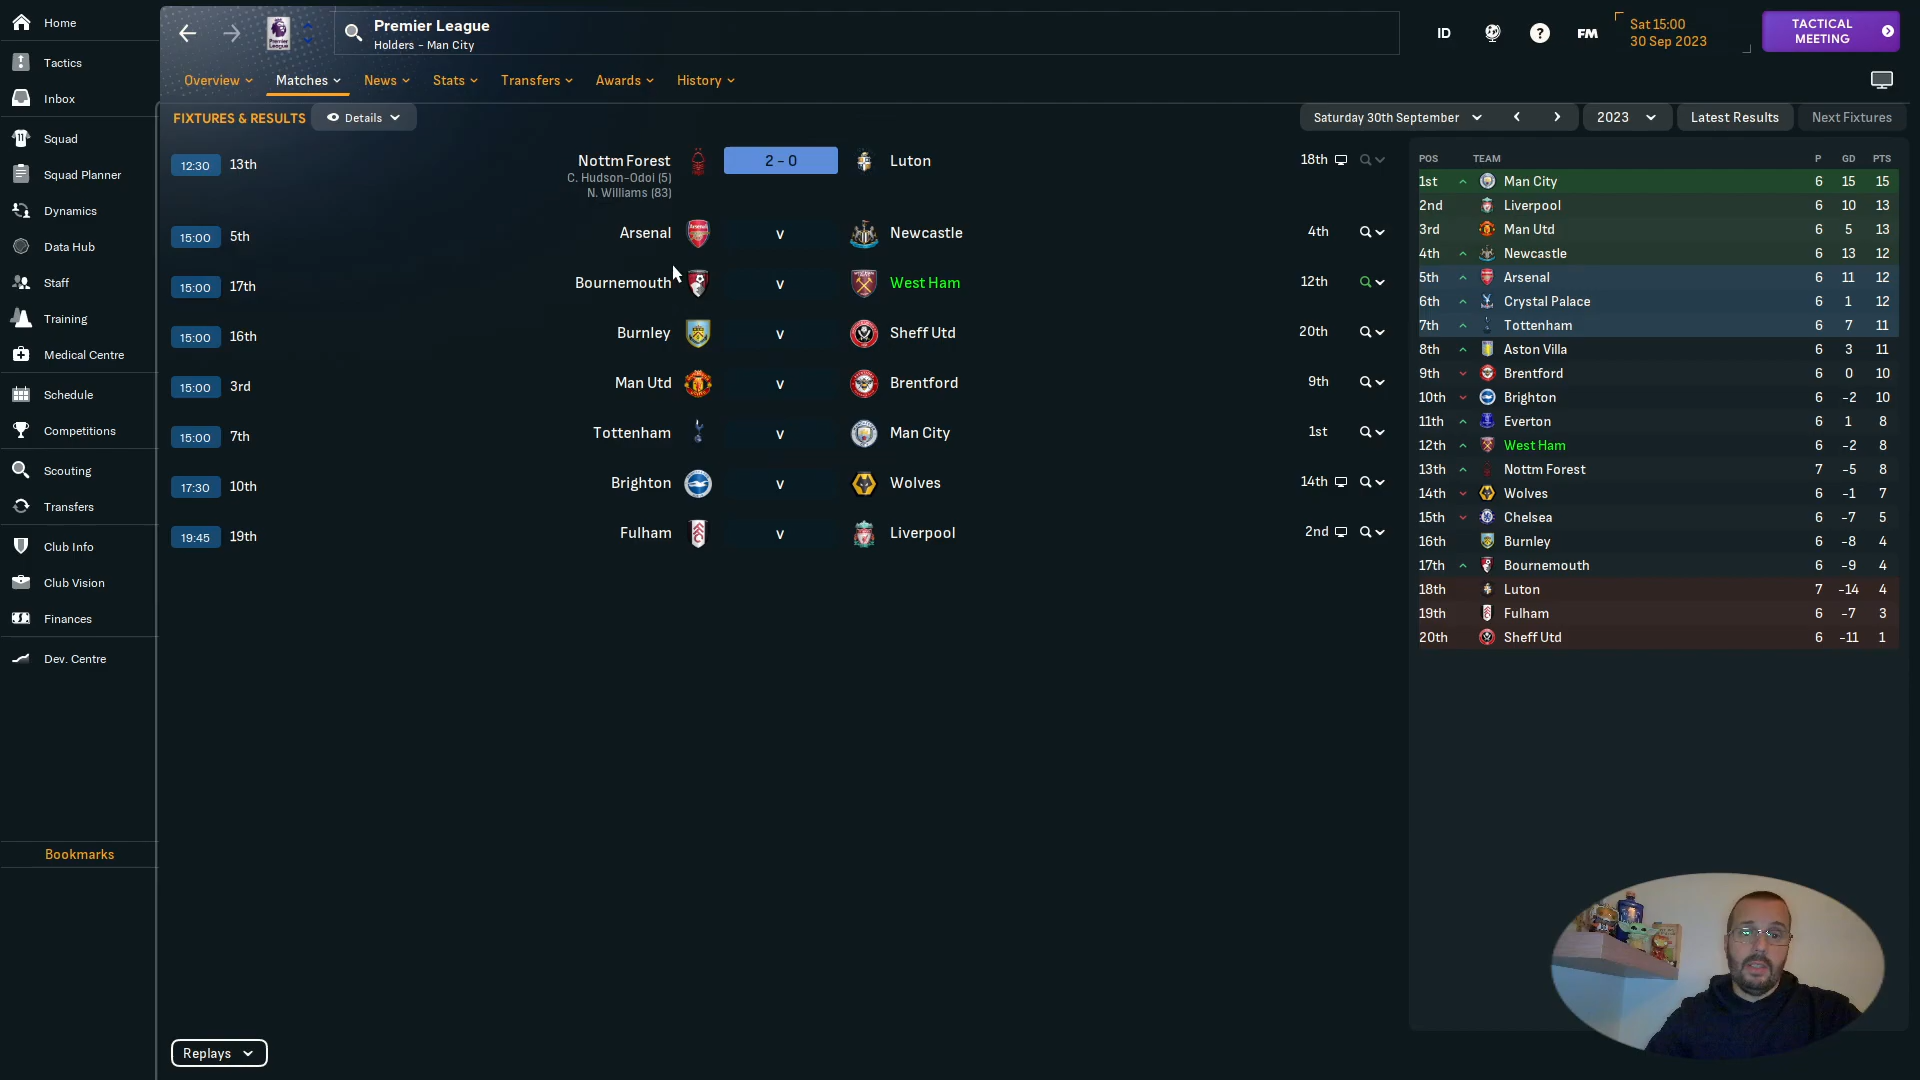 Home
Tactics
Inbox
Squad
Squad Planner
Dynamics
Data Hub
Staff
Training
Medical Centre
Schedule
Competitions
Scouting
Transfers
Club Info
Club Vision
Finances
Dev. Centre
Bookmarks
Premier League
Holders - Man City
ID
FM
Sat 15:00
30 Sep 2023
TACTICAL
MEETING
Overview Matches News Stats Transfers Awards History
FIXTURES & RESULTS Details Saturday 30th September 2023 Latest Results Next Fixtures
12:30 13th Nottm Forest 2 - 0 Luton 18th
C. Hudson-Odoi (5)
N. Williams (83)
15:00 5th Arsenal v Newcastle 4th
15:00 17th Bournemouth v West Ham 12th
15:00 16th Burnley v Sheff Utd 20th
15:00 3rd Man Utd v Brentford 9th
15:00 7th Tottenham v Man City 1st
17:30 10th Brighton v Wolves 14th
19:45 19th Fulham v Liverpool 2nd
POS TEAM P GD PTS
1st Man City 6 15 15
2nd Liverpool 6 10 13
3rd Man Utd 6 5 13
4th Newcastle 6 13 12
5th Arsenal 6 11 12
6th Crystal Palace 6 1 12
7th Tottenham 6 7 11
8th Aston Villa 6 3 11
9th Brentford 6 0 10
10th Brighton 6 -2 10
11th Everton 6 1 8
12th West Ham 6 -2 8
13th Nottm Forest 7 -5 8
14th Wolves 6 -1 7
15th Chelsea 6 -7 5
16th Burnley 6 -8 4
17th Bournemouth 6 -9 4
18th Luton 7 -14 4
19th Fulham 6 -7 3
20th Sheff Utd 6 -11 1
Replays